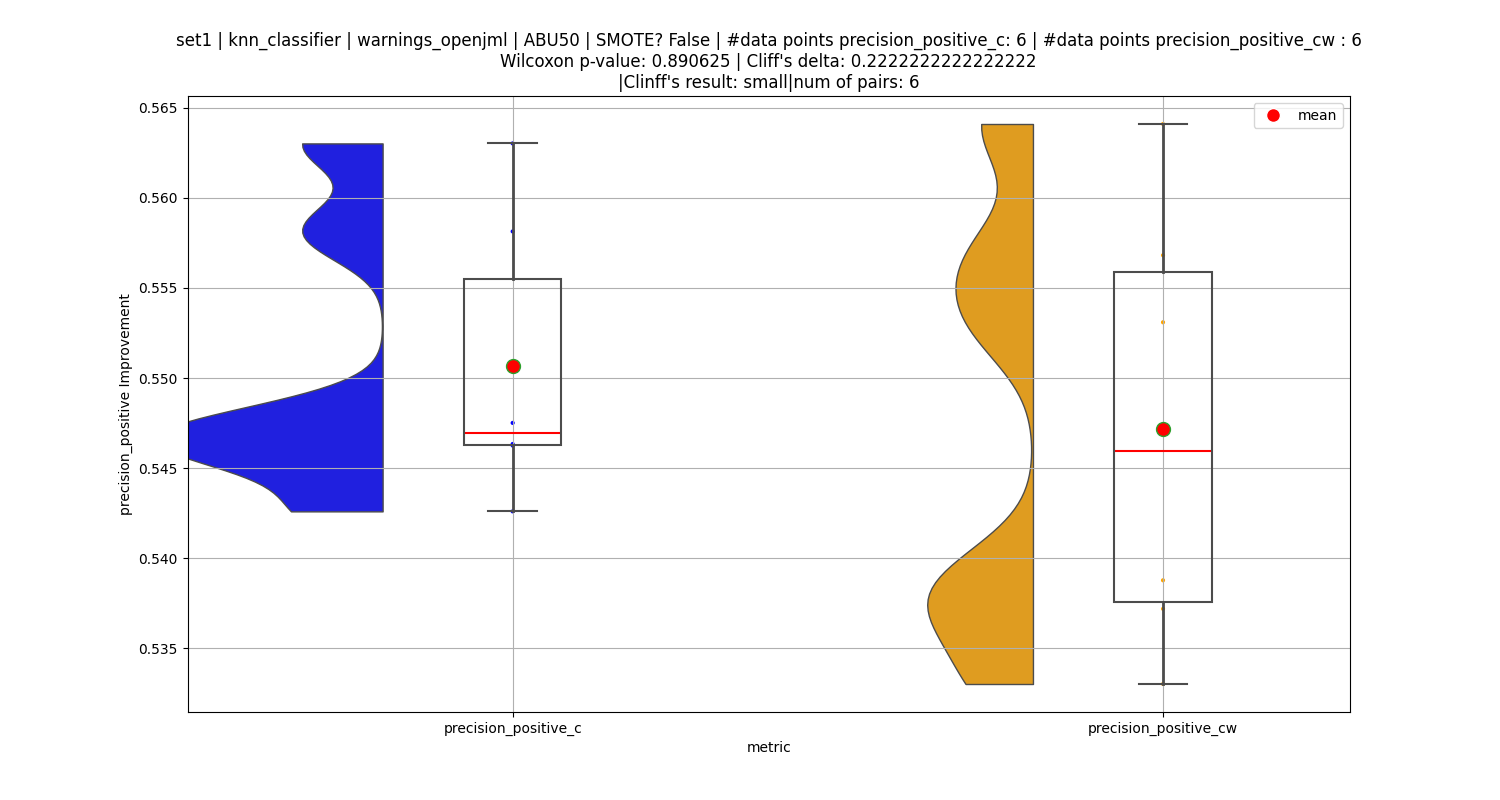 set1 | knn_classifier | warnings_openjml | ABU50 | SMOTE? False | #data points precision_positive_c: 6 | #data points precision_positive_cw : 6
Wilcoxon p-value: 0.890625 | Cliff's delta: 0.2222222222222222
|Clinff's result: small|num of pairs: 6
mean
0.565
0.560
0.555
0.550
0.545
0.540
0.535
precision_positive Improvement
precision_positive_c
precision_positive_cw
metric